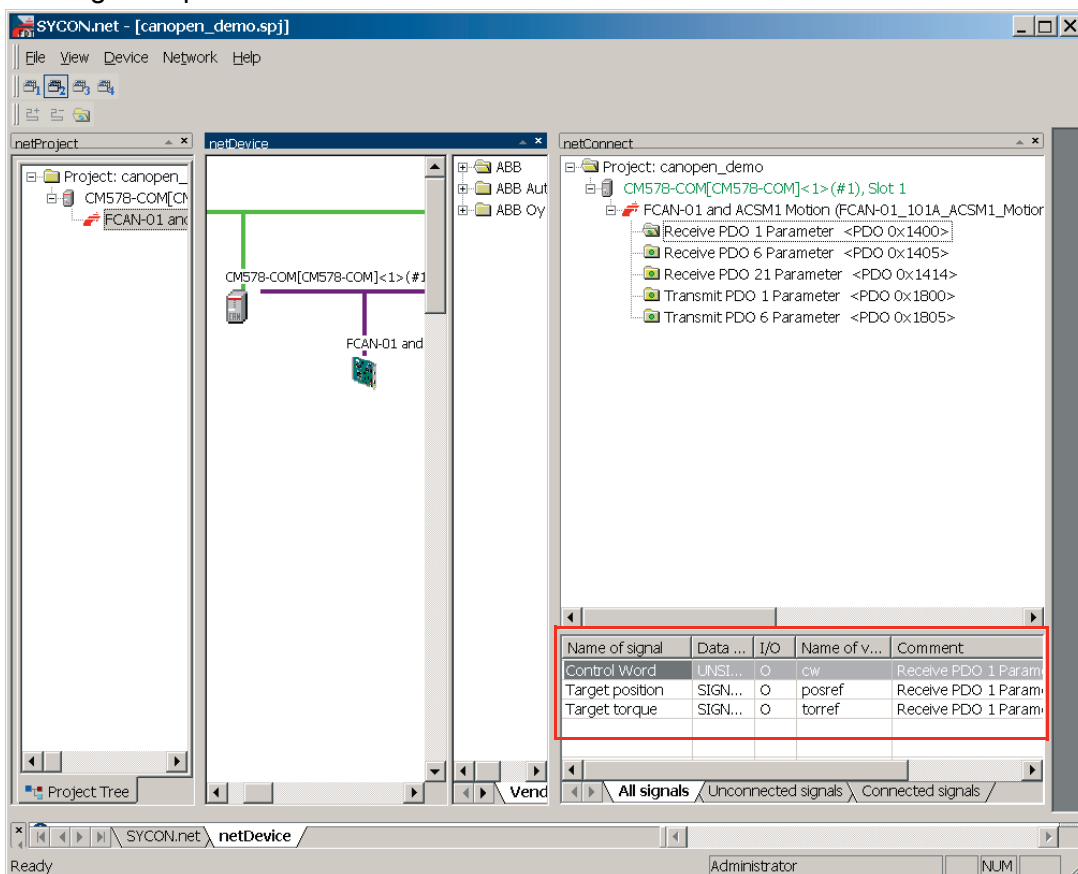 SYCON.net - [canopen_demo.spj]
File View Device Network Help
1 2 3 4
netProject
Project: canopen_
CM578-COM[CM
FCAN-01 and
Project Tree
netDevice
CM578-COM[CM578-COM]<1>(#1
FCAN-01 and
ABB
ABB Aut
ABB Oy
Vend
netConnect
Project: canopen_demo
CM578-COM[CM578-COM]<1>(#1), Slot 1
FCAN-01 and ACSM1 Motion (FCAN-01_101A_ACSM1_Motior
Receive PDO 1 Parameter <PDO 0x1400>
Receive PDO 6 Parameter <PDO 0x1405>
Receive PDO 21 Parameter <PDO 0x1414>
Transmit PDO 1 Parameter <PDO 0x1800>
Transmit PDO 6 Parameter <PDO 0x1805>
Name of signal Data ... I/O Name of v... Comment
Control Word UNSI... O cw Receive PDO 1 Param
Target position SIGN... O posref Receive PDO 1 Param
Target torque SIGN... O torref Receive PDO 1 Param
All signals Unconnected signals Connected signals
SYCON.net netDevice
Ready Administrator NUM